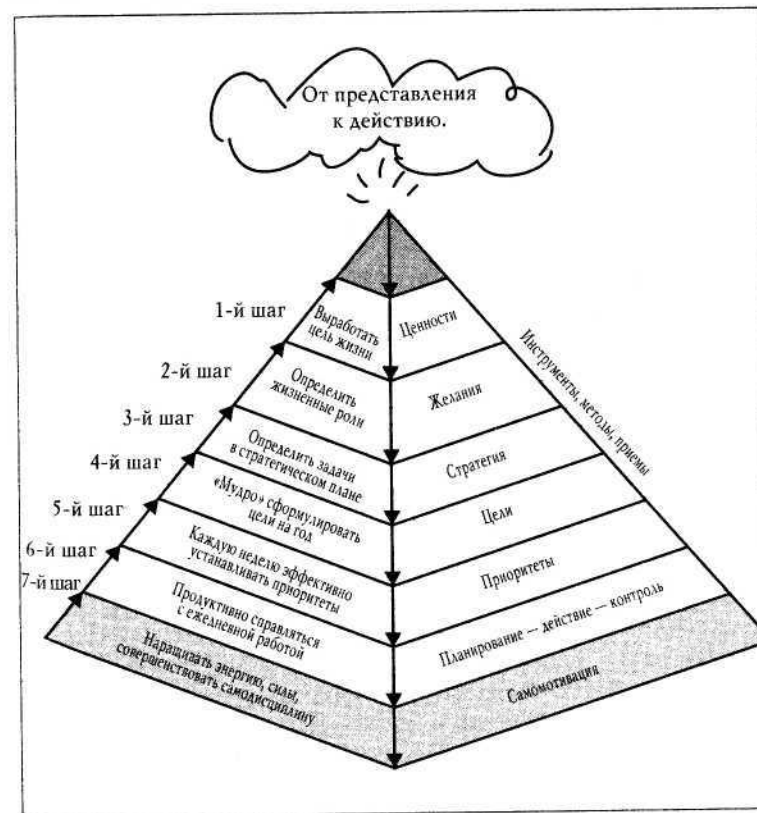 От представления
к действию.
1-й шаг
Выработать
цель жизни
Ценности
2-й шаг
Определить
жизненные роли
Желания
3-й шаг
Определить задачи
в стратегическом плане
Стратегия
4-й шаг
«Мудро» сформулировать
цели на год
Цели
5-й шаг
Каждую неделю эффективно
устанавливать приоритеты
Приоритеты
6-й шаг
Продуктивно справляться
с ежедневной работой
Планирование — действие — контроль
7-й шаг
Наращивать энергию, силы,
совершенствовать самодисциплину
Самомотивация
Инструменты, методы, приемы